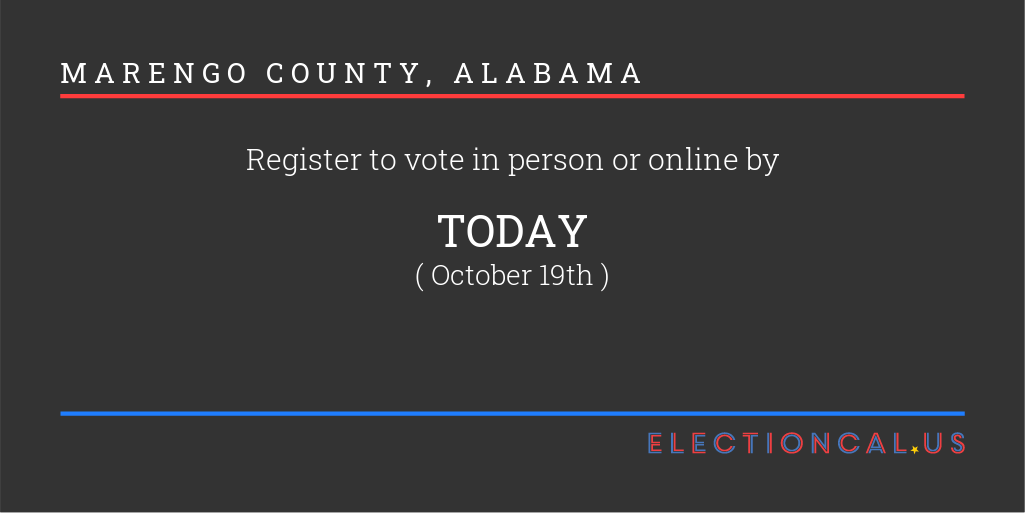 MARENGO COUNTY, ALABAMA
Register to vote in person or online by
TODAY
( October 19th )
ELECTIONCAL.US